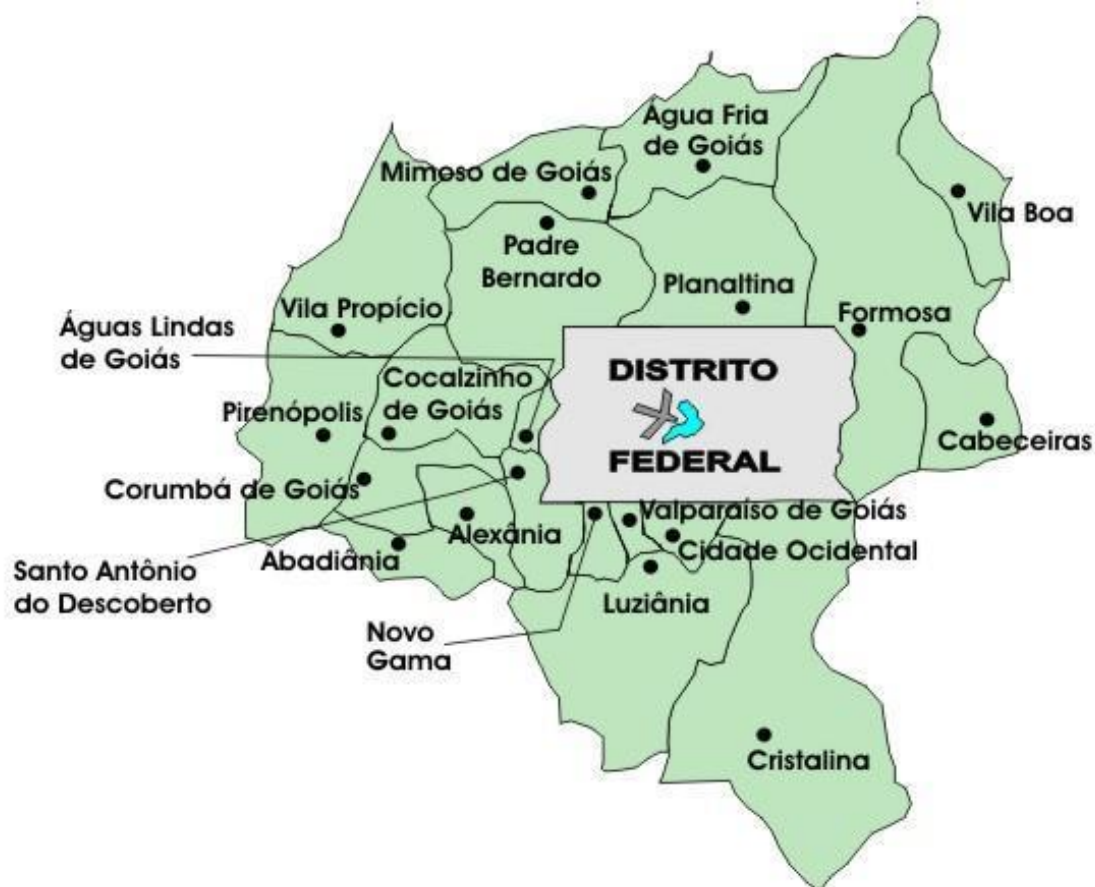 Água Fria
de Goiás
Mimoso de Goiás
Vila Boa
Padre
Bernardo
Planaltina
Vila Propício
Formosa
Águas Lindas
de Goiás
DISTRITO
FEDERAL
Cocalzinho
de Goiás
Pirenópolis
Cabeceiras
Corumbá de Goiás
Valparaíso de Goiás
Alexânia
Cidade Ocidental
Abadiânia
Santo Antônio
do Descoberto
Luziânia
Novo
Gama
Cristalina